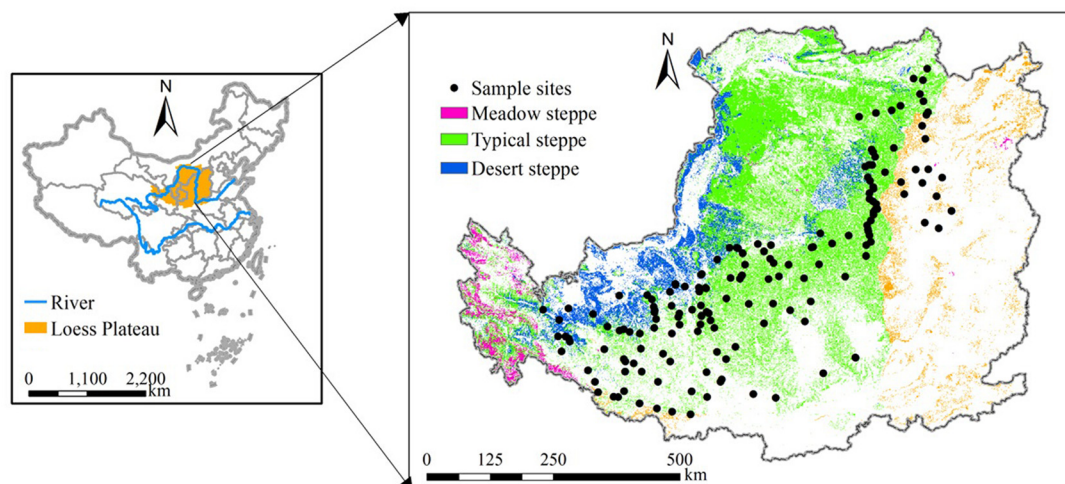 N
River
Loess Plateau
0 1,100 2,200
km
N
Sample sites
Meadow steppe
Typical steppe
Desert steppe
0 125 250 500
km